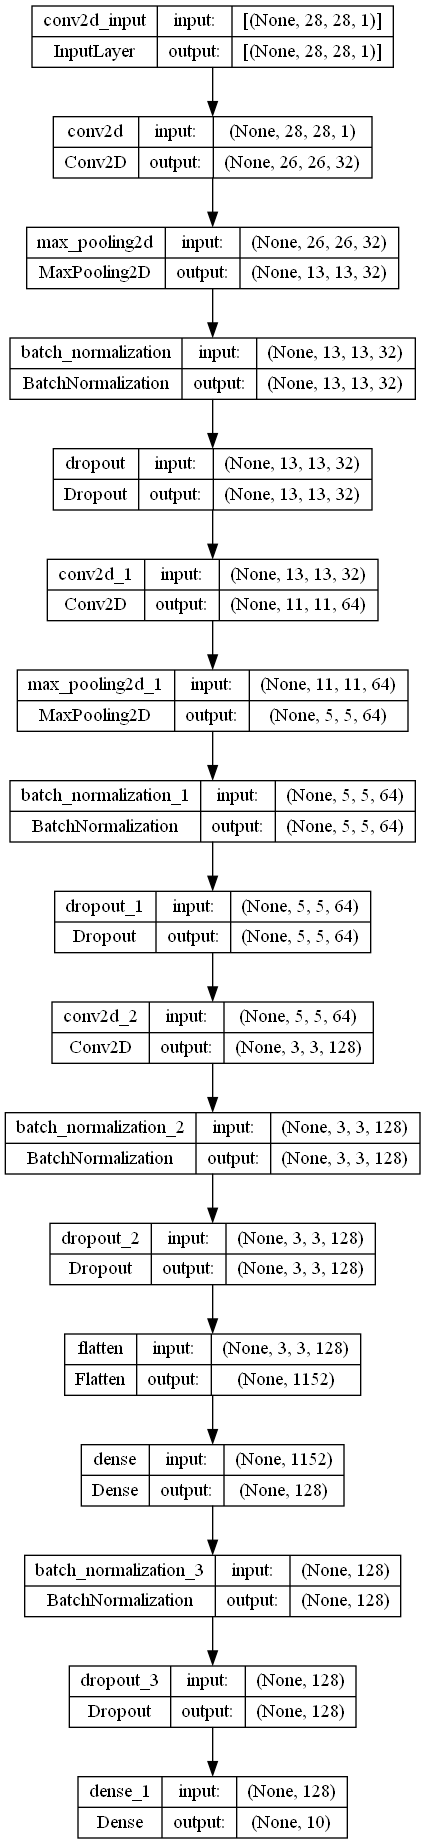 conv2d_input input: [(None, 28, 28, 1)]
InputLayer output: [(None, 28, 28, 1)]
conv2d input: (None, 28, 28, 1)
Conv2D output: (None, 26, 26, 32)
max_pooling2d input: (None, 26, 26, 32)
MaxPooling2D output: (None, 13, 13, 32)
batch_normalization input: (None, 13, 13, 32)
BatchNormalization output: (None, 13, 13, 32)
dropout input: (None, 13, 13, 32)
Dropout output: (None, 13, 13, 32)
conv2d_1 input: (None, 13, 13, 32)
Conv2D output: (None, 11, 11, 64)
max_pooling2d_1 input: (None, 11, 11, 64)
MaxPooling2D output: (None, 5, 5, 64)
batch_normalization_1 input: (None, 5, 5, 64)
BatchNormalization output: (None, 5, 5, 64)
dropout_1 input: (None, 5, 5, 64)
Dropout output: (None, 5, 5, 64)
conv2d_2 input: (None, 5, 5, 64)
Conv2D output: (None, 3, 3, 128)
batch_normalization_2 input: (None, 3, 3, 128)
BatchNormalization output: (None, 3, 3, 128)
dropout_2 input: (None, 3, 3, 128)
Dropout output: (None, 3, 3, 128)
flatten input: (None, 3, 3, 128)
Flatten output: (None, 1152)
dense input: (None, 1152)
Dense output: (None, 128)
batch_normalization_3 input: (None, 128)
BatchNormalization output: (None, 128)
dropout_3 input: (None, 128)
Dropout output: (None, 128)
dense_1 input: (None, 128)
Dense output: (None, 10)